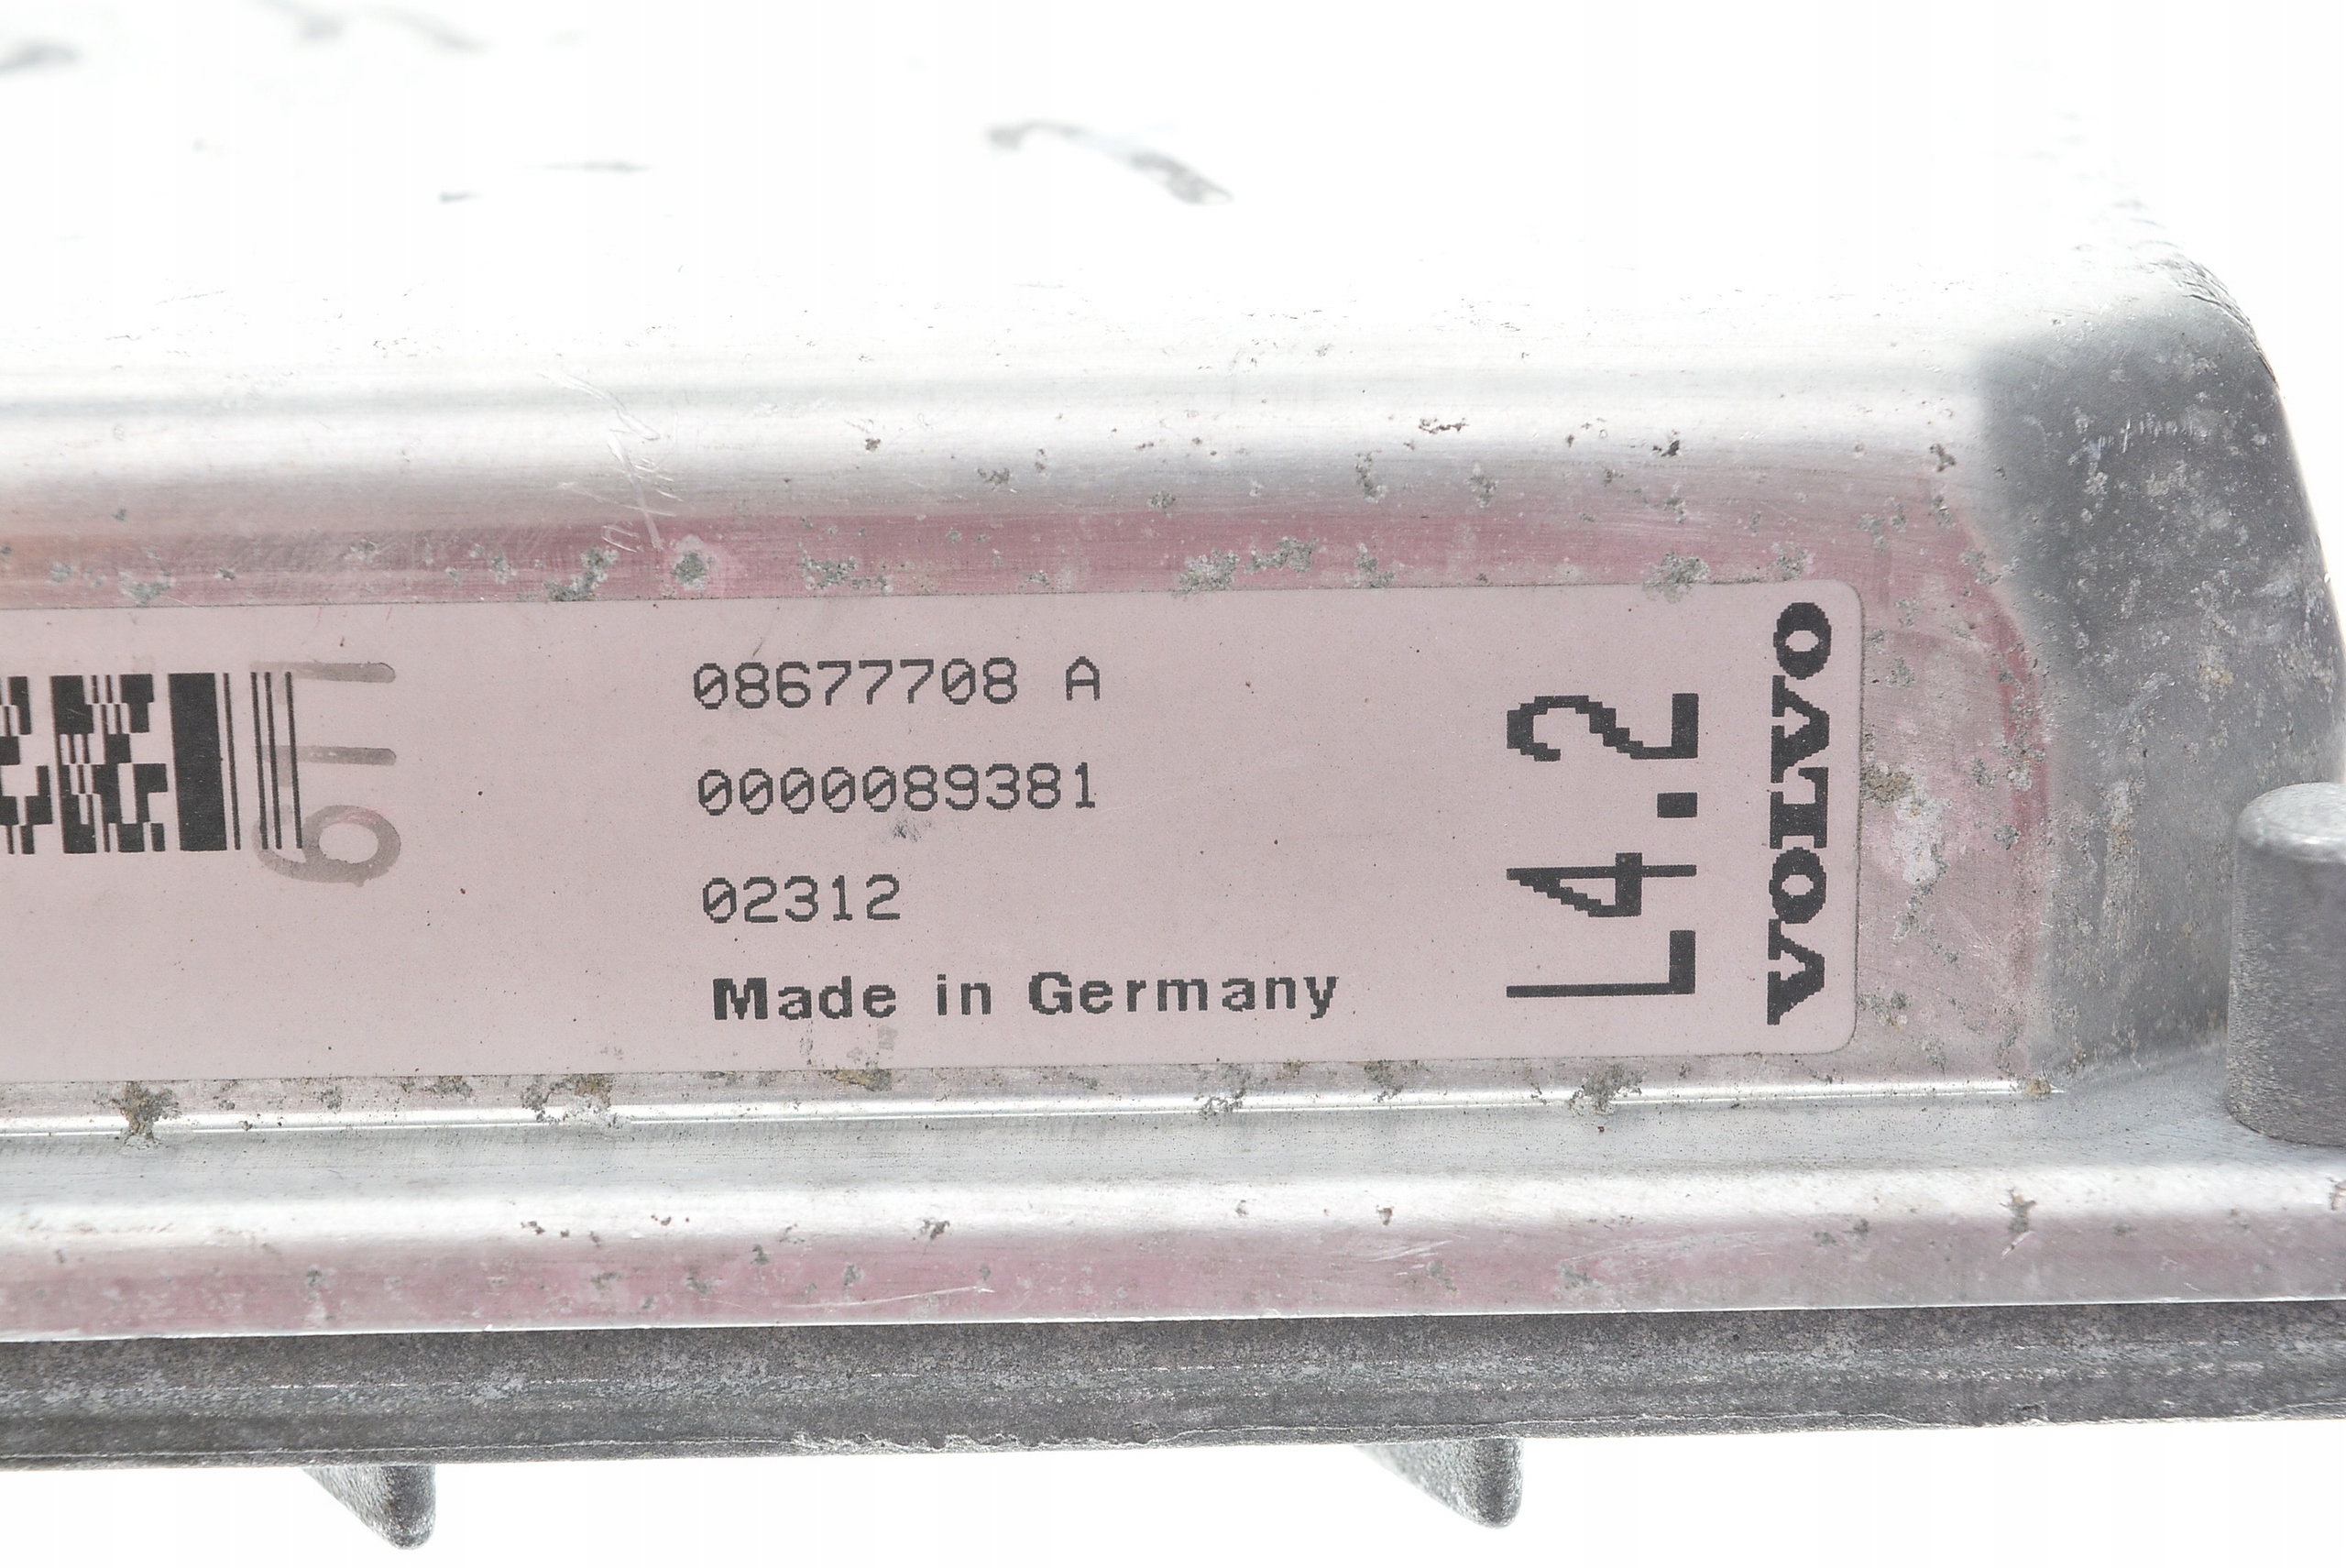 08677708 A
0000089381
02312
Made in Germany
L4.2
VOLVO